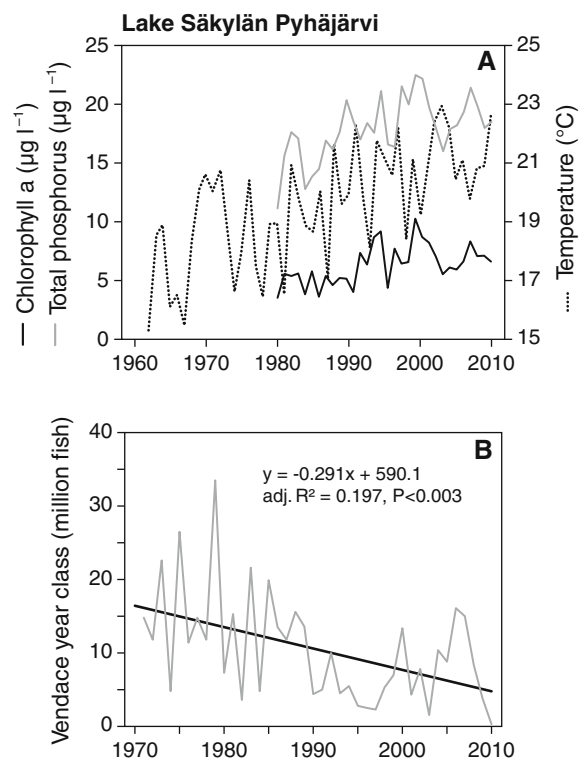 Lake Säkylän Pyhäjärvi
A
25
20
15
10
5
0
25
23
21
19
17
15
1960 1970 1980 1990 2000 2010
Chlorophyll a (µg l⁻¹)
Total phosphorus (µg l⁻¹)
Temperature (°C)
B
y = -0.291x + 590.1
adj. R² = 0.197, P<0.003
40
30
20
10
0
1970 1980 1990 2000 2010
Vendace year class (million fish)